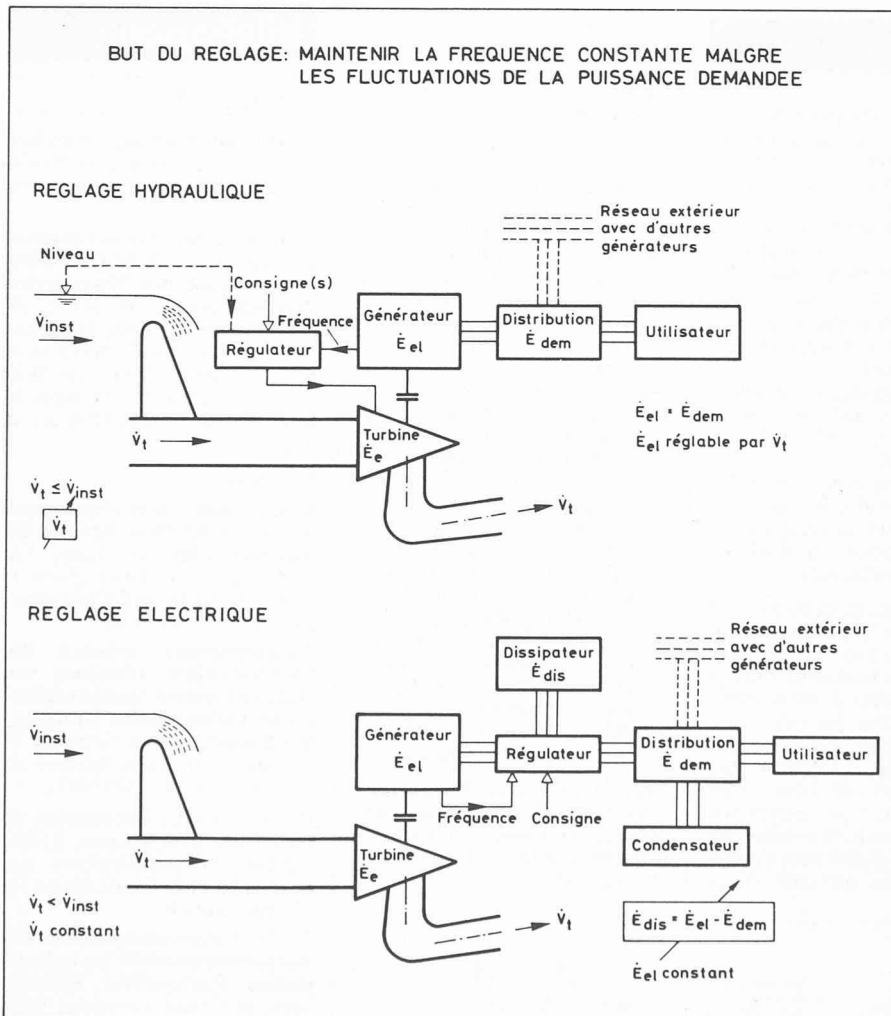 BUT DU REGLAGE: MAINTENIR LA FREQUENCE CONSTANTE MALGRE
LES FLUCTUATIONS DE LA PUISSANCE DEMANDEE
REGLAGE HYDRAULIQUE
Réseau extérieur
avec d'autres
générateurs
Niveau
Consigne(s)
V̇inst
Fréquence
Régulateur
Générateur
Ėel
Distribution
Ėdem
Utilisateur
V̇t
Turbine
Ėe
Ėel = Ėdem
Ėel réglable par V̇t
V̇t ≤ V̇inst
V̇t
V̇t
REGLAGE ELECTRIQUE
Réseau extérieur
avec d'autres
générateurs
Dissipateur
Ėdis
V̇inst
Générateur
Ėel
Régulateur
Distribution
Ėdem
Utilisateur
Fréquence
Consigne
V̇t
Turbine
Ėe
Condensateur
V̇t < V̇inst
V̇t constant
V̇t
Ėdis = Ėel - Ėdem
Ėel constant